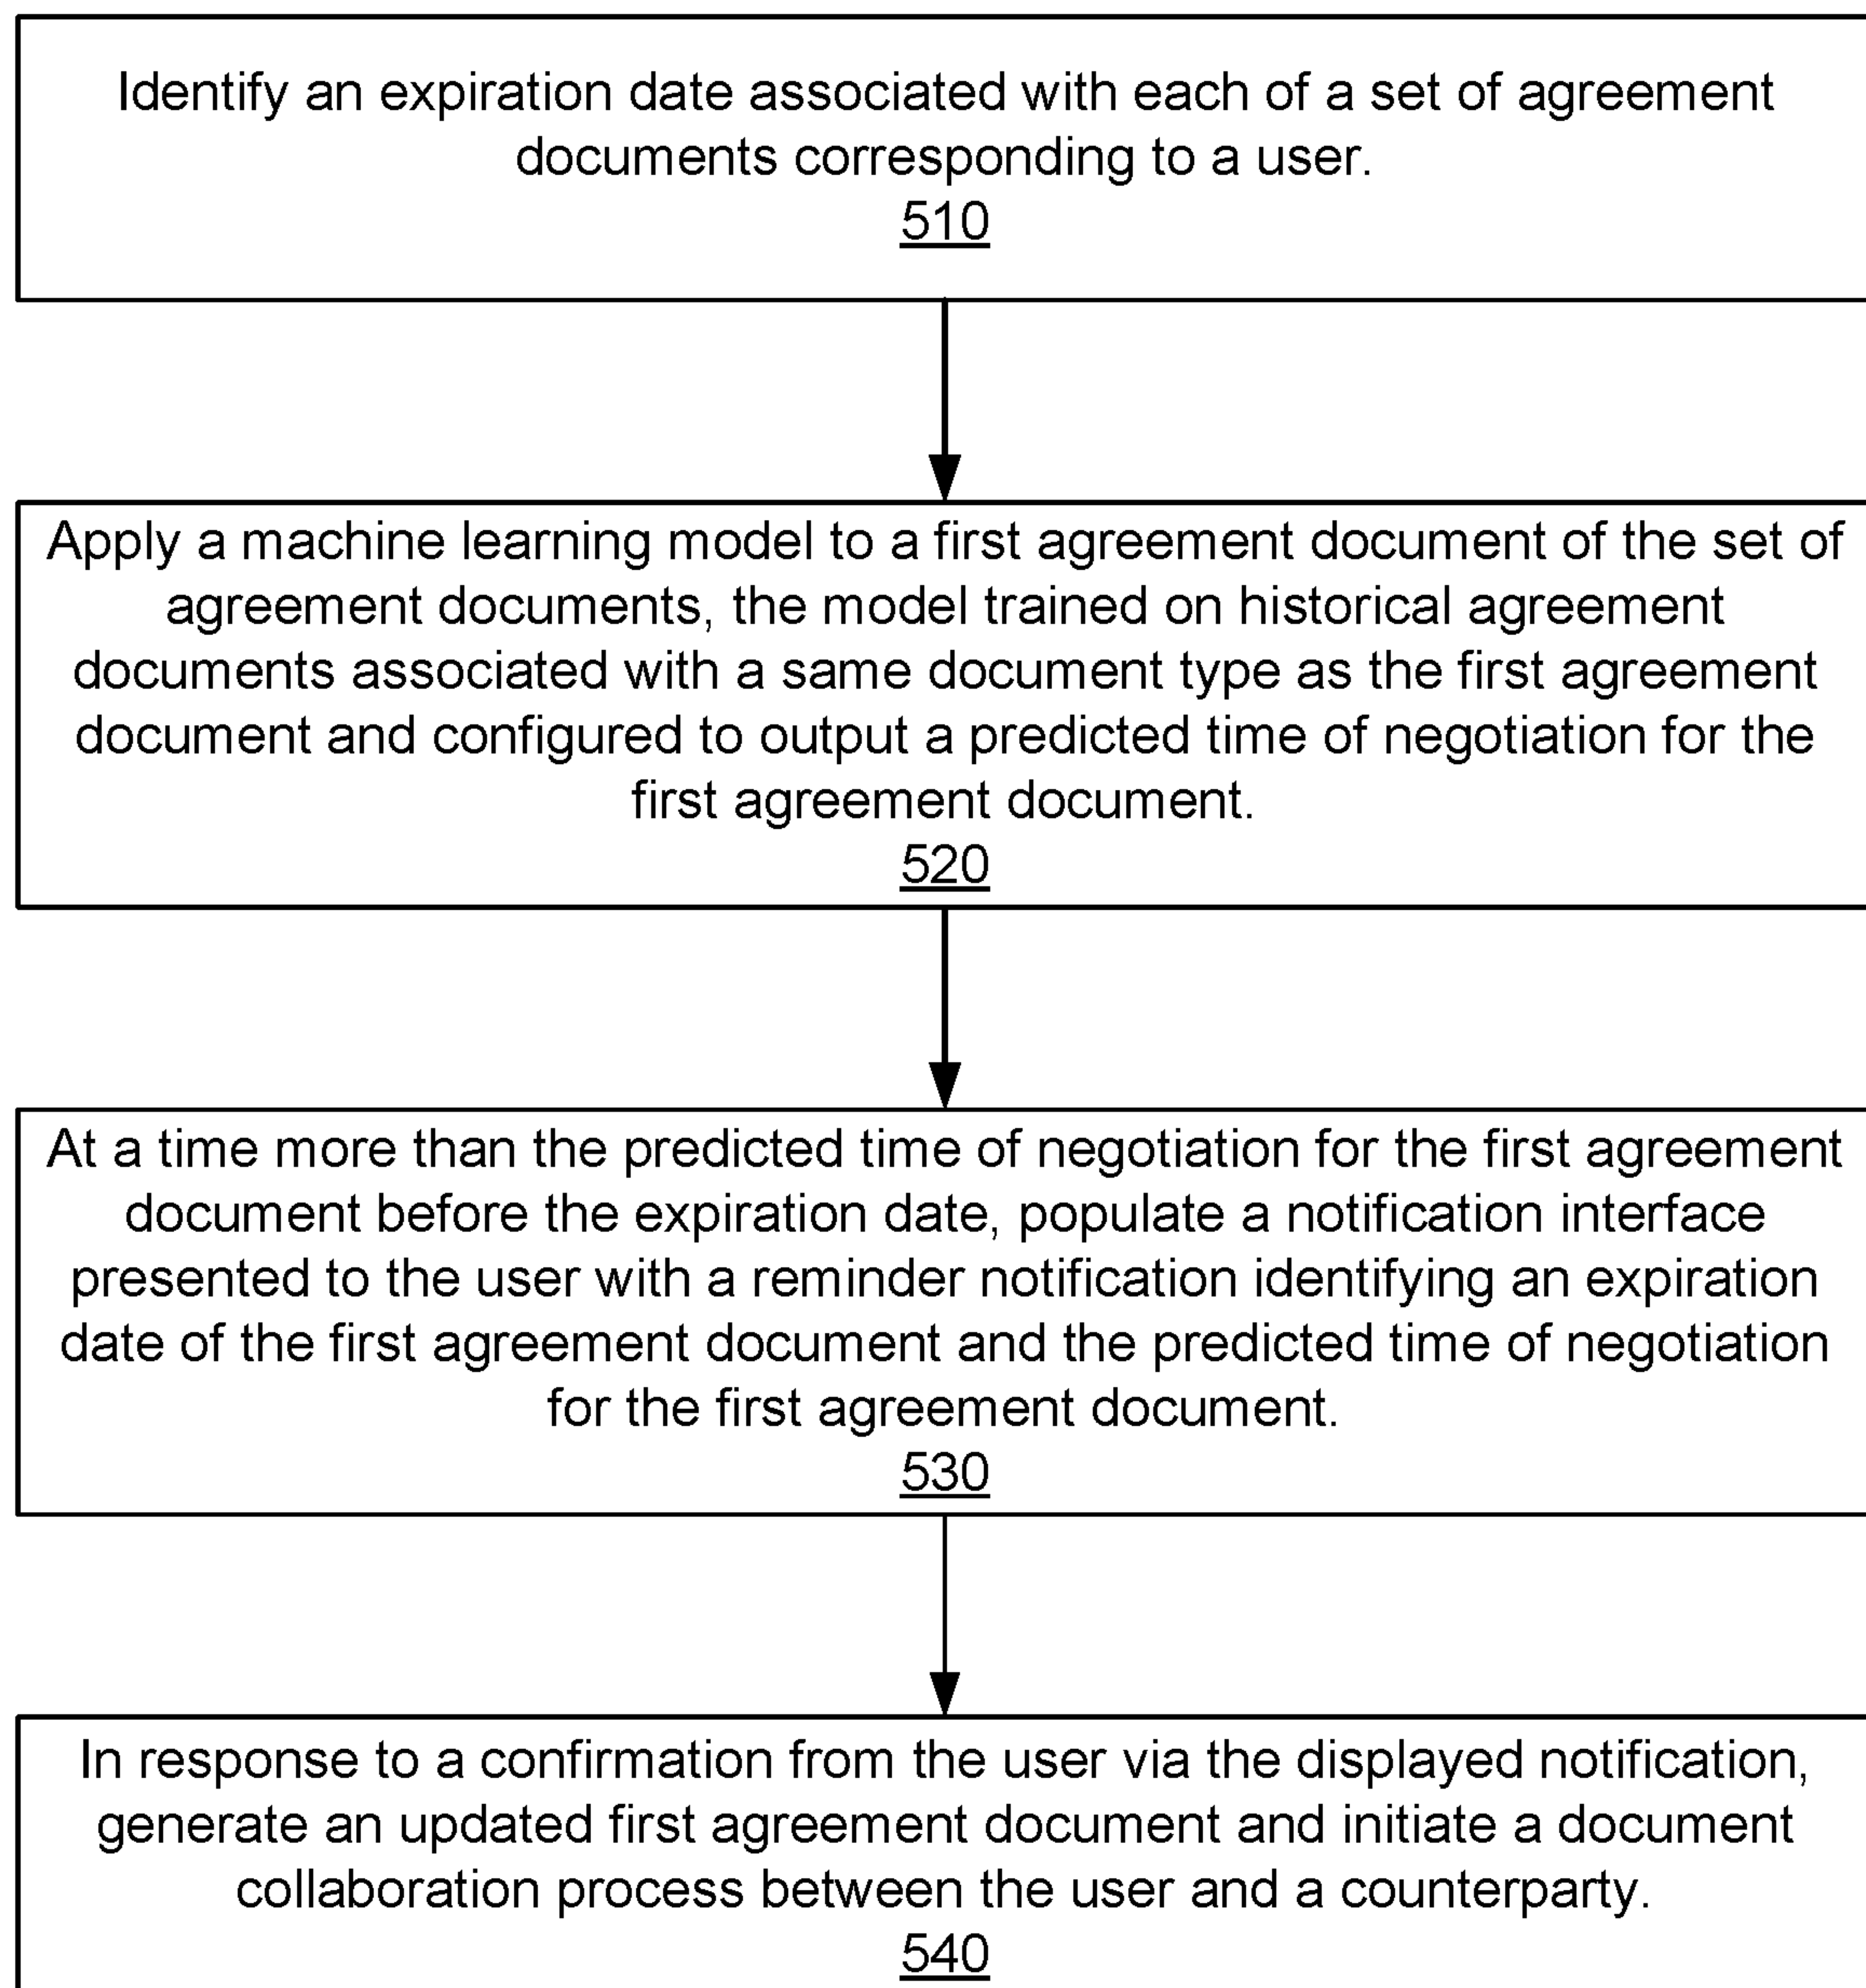 Identify an expiration date associated with each of a set of agreement
documents corresponding to a user.
510
Apply a machine learning model to a first agreement document of the set of
agreement documents, the model trained on historical agreement
documents associated with a same document type as the first agreement
document and configured to output a predicted time of negotiation for the
first agreement document.
520
At a time more than the predicted time of negotiation for the first agreement
document before the expiration date, populate a notification interface
presented to the user with a reminder notification identifying an expiration
date of the first agreement document and the predicted time of negotiation
for the first agreement document.
530
In response to a confirmation from the user via the displayed notification,
generate an updated first agreement document and initiate a document
collaboration process between the user and a counterparty.
540